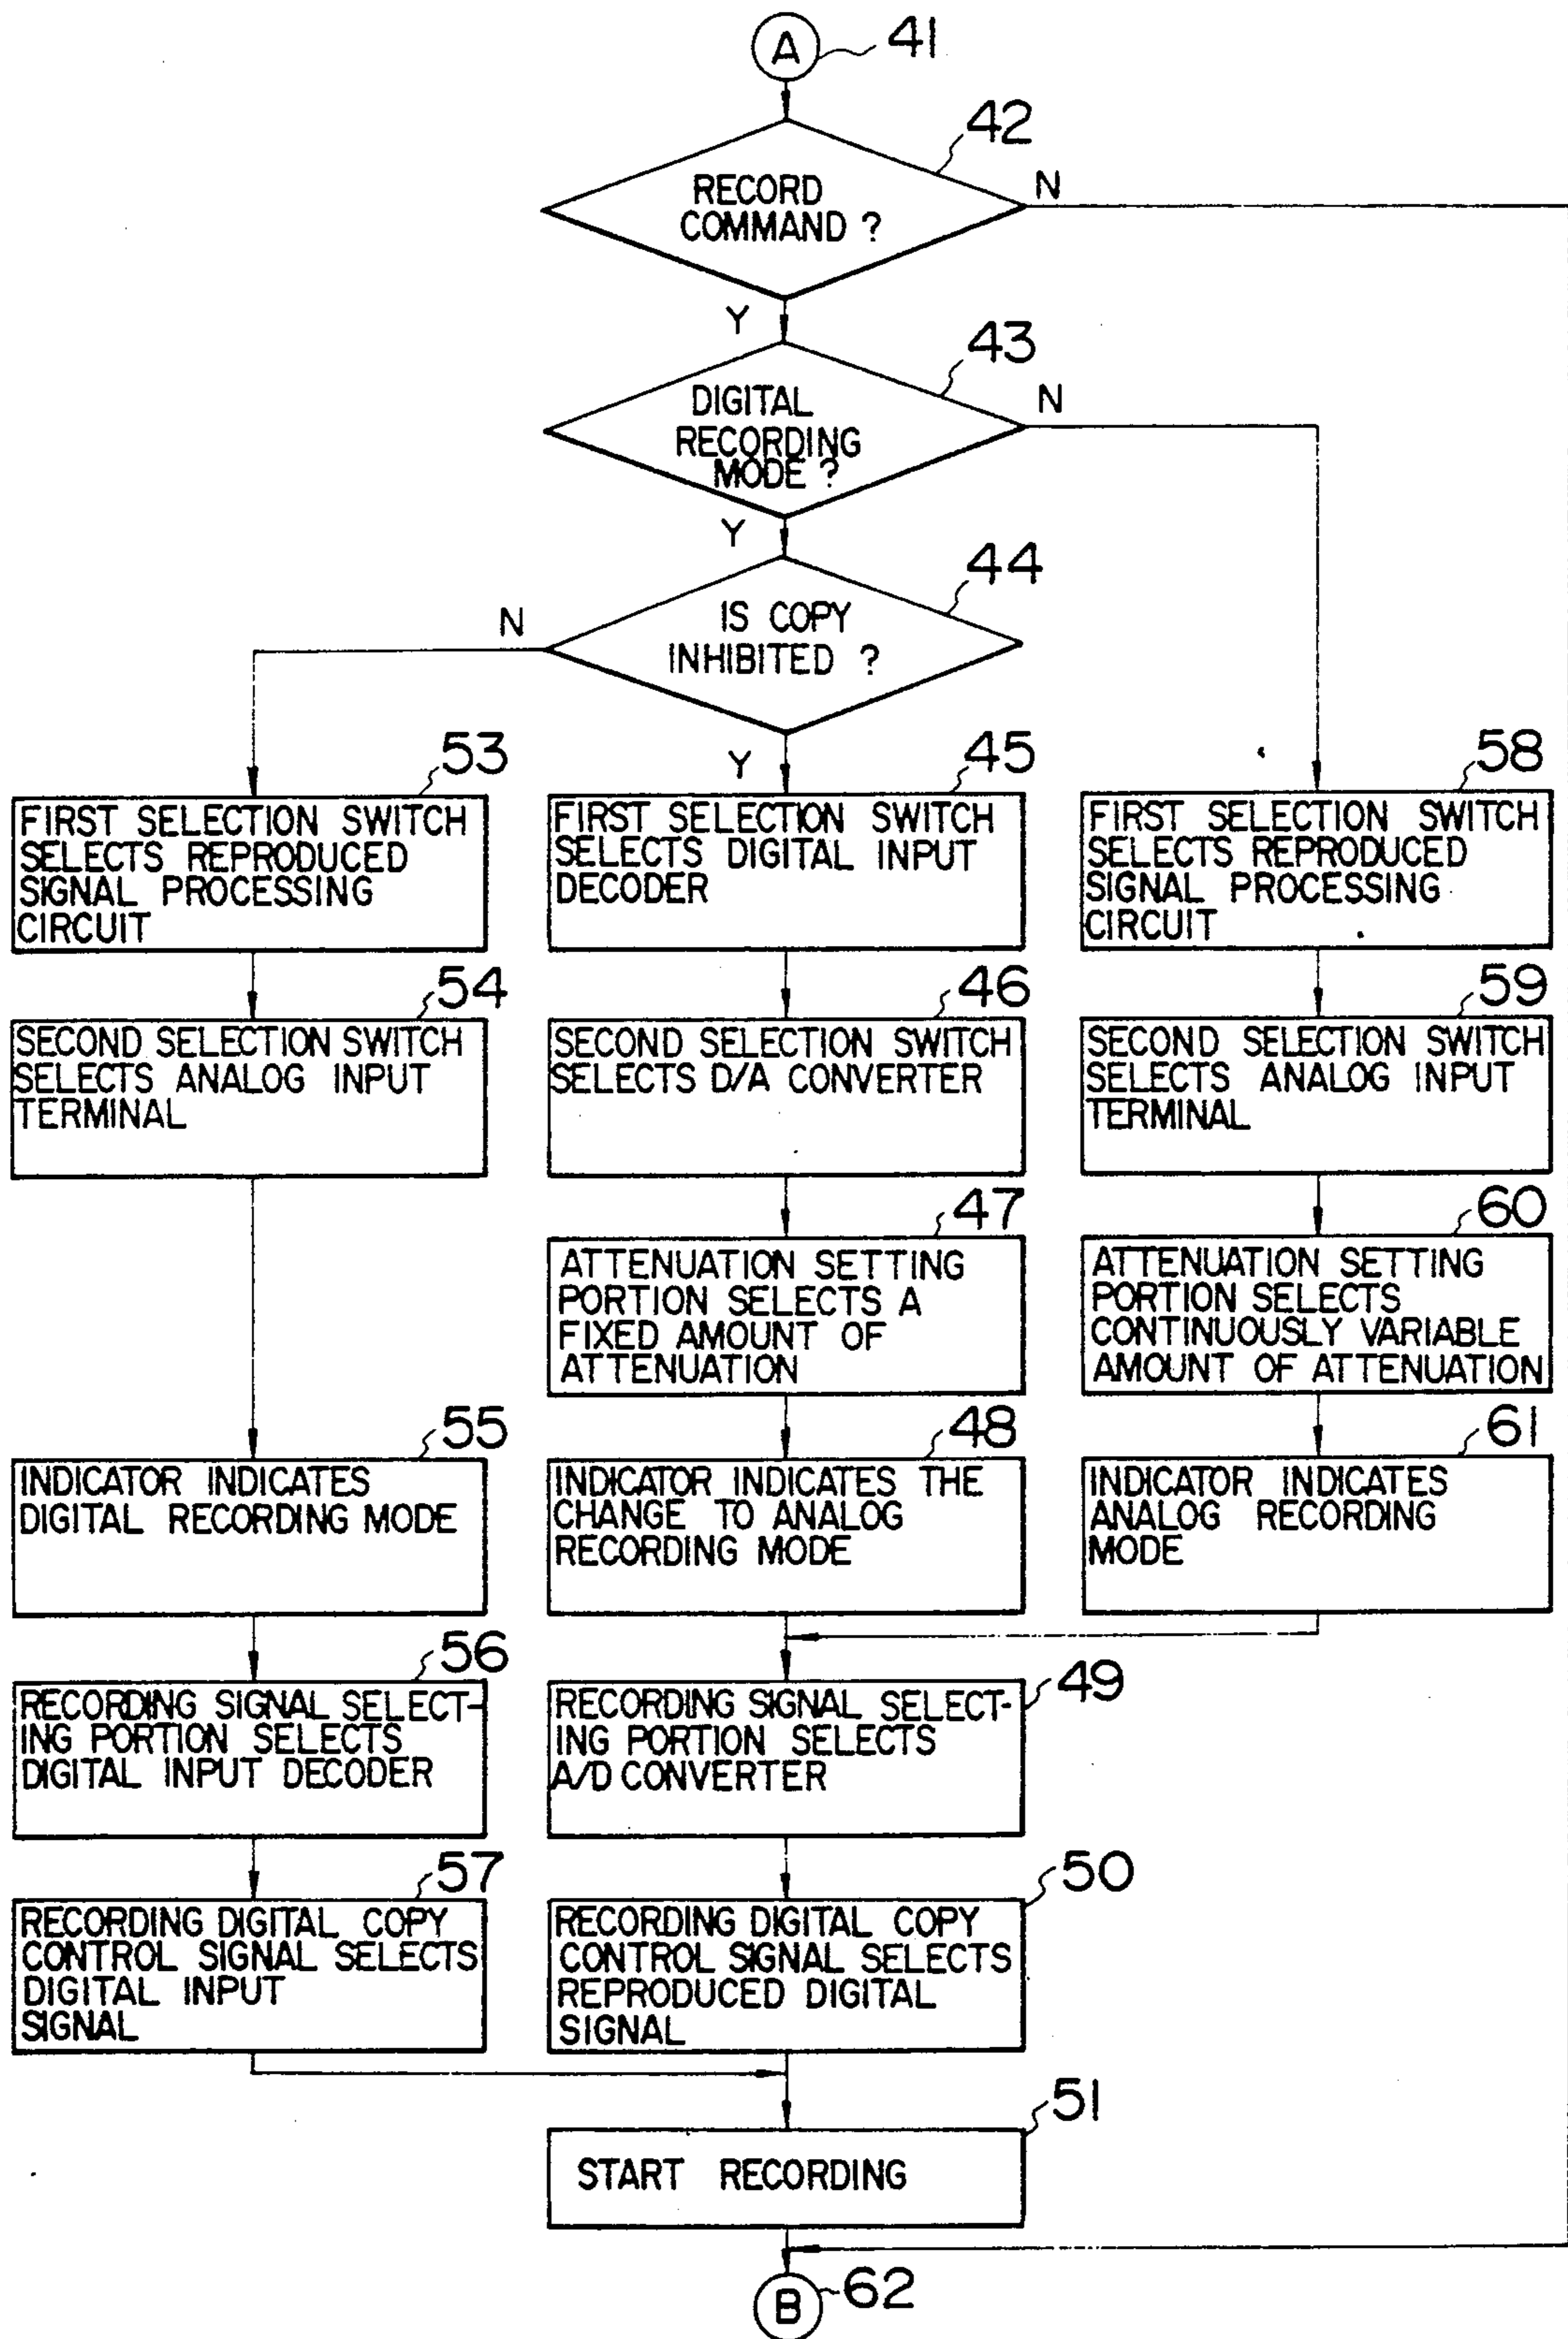 A
41
42
RECORD
COMMAND ?
N
Y
43
DIGITAL
RECORDING
MODE ?
N
Y
44
IS COPY
INHIBITED ?
N
Y
53
FIRST SELECTION SWITCH
SELECTS REPRODUCED
SIGNAL PROCESSING
CIRCUIT
45
FIRST SELECTION SWITCH
SELECTS DIGITAL INPUT
DECODER
58
FIRST SELECTION SWITCH
SELECTS REPRODUCED
SIGNAL PROCESSING
CIRCUIT
54
SECOND SELECTION SWITCH
SELECTS ANALOG INPUT
TERMINAL
46
SECOND SELECTION SWITCH
SELECTS D/A CONVERTER
59
SECOND SELECTION SWITCH
SELECTS ANALOG INPUT
TERMINAL
47
ATTENUATION SETTING
PORTION SELECTS A
FIXED AMOUNT OF
ATTENUATION
60
ATTENUATION SETTING
PORTION SELECTS
CONTINUOUSLY VARIABLE
AMOUNT OF ATTENUATION
55
INDICATOR INDICATES
DIGITAL RECORDING MODE
48
INDICATOR INDICATES THE
CHANGE TO ANALOG
RECORDING MODE
61
INDICATOR INDICATES
ANALOG RECORDING
MODE
56
RECORDING SIGNAL SELECT-
ING PORTION SELECTS
DIGITAL INPUT DECODER
49
RECORDING SIGNAL SELECT-
ING PORTION SELECTS
A/D CONVERTER
57
RECORDING DIGITAL COPY
CONTROL SIGNAL SELECTS
DIGITAL INPUT
SIGNAL
50
RECORDING DIGITAL COPY
CONTROL SIGNAL SELECTS
REPRODUCED DIGITAL
SIGNAL
51
START RECORDING
B
62